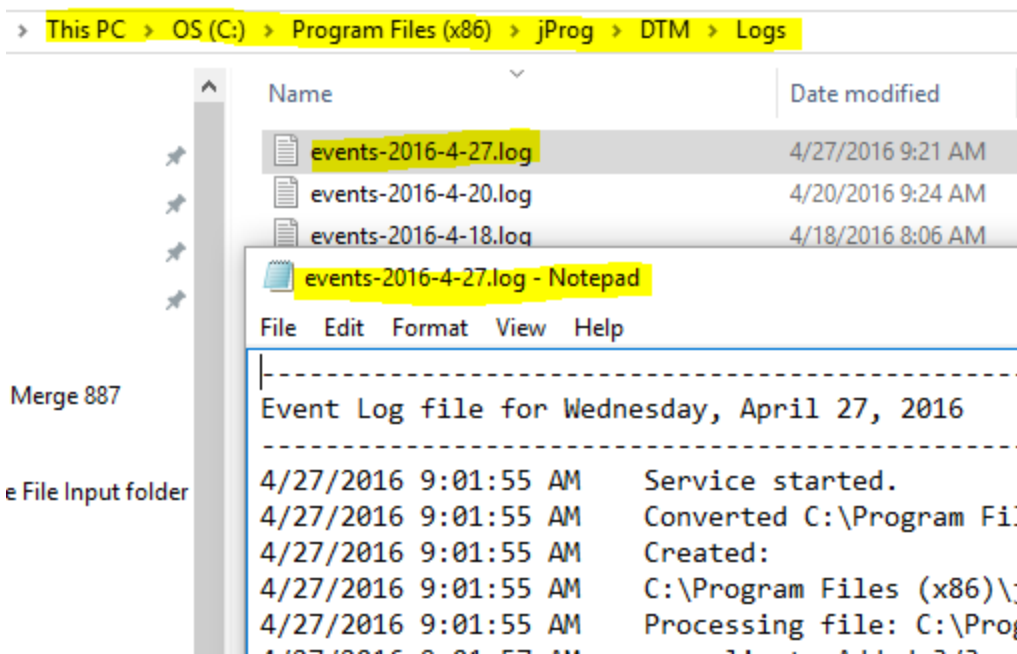 > This PC > OS (C:) > Program Files (x86) > jProg > DTM > Logs
Name Date modified
events-2016-4-27.log 4/27/2016 9:21 AM
events-2016-4-20.log 4/20/2016 9:24 AM
events-2016-4-18.log 4/18/2016 8:06 AM
events-2016-4-27.log - Notepad
File Edit Format View Help
-----------------------------------------------
Event Log file for Wednesday, April 27, 2016
-----------------------------------------------
Merge 887
e File Input folder
4/27/2016 9:01:55 AM Service started.
4/27/2016 9:01:55 AM Converted C:\Program Fil
4/27/2016 9:01:55 AM Created:
4/27/2016 9:01:55 AM C:\Program Files (x86)\j
4/27/2016 9:01:55 AM Processing file: C:\Prog